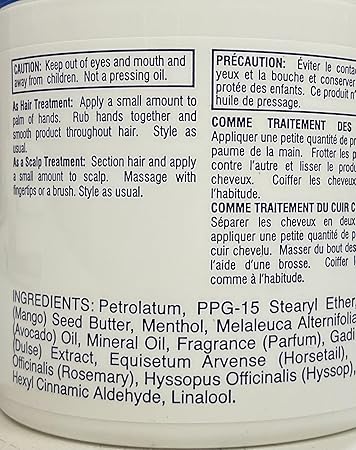 CAUTION: Keep out of eyes and mouth and
away from children. Not a pressing oil.
As Hair Treatment: Apply a small amount to
palm of hands. Rub hands together and
smooth product throughout hair. Style as
usual.
As a Scalp Treatment: Section hair and apply
a small amount to scalp. Massage with
fingertips or a brush. Style as usual.
PRÉCAUTION: Éviter le conta
yeux et la bouche et conserver
protée des enfants. Ce produit n'
huile de pressage.
COMME TRAITEMENT DES
Appliquer une petite quantité de p
paume de la main. Frotter les p
contre l'autre et lisser le produ
cheveux. Coiffer les cheveux
l'habitude.
COMME TRAITEMENT DU CUIR C
Séparer les cheveux en deux
appliquer une petite quantité de p
cuir chevelu. Masser du bout des
l'aide d'une brosse. Coiffer l
comme à l'habitude.
INGREDIENTS: Petrolatum, PPG-15 Stearyl Ether,
(Mango) Seed Butter, Menthol, Melaleuca Alternifolia
(Avocado) Oil, Mineral Oil, Fragrance (Parfum), Gadi
(Dulse) Extract, Equisetum Arvense (Horsetail),
Officinalis (Rosemary), Hyssopus Officinalis (Hyssop),
Hexyl Cinnamic Aldehyde, Linalool.